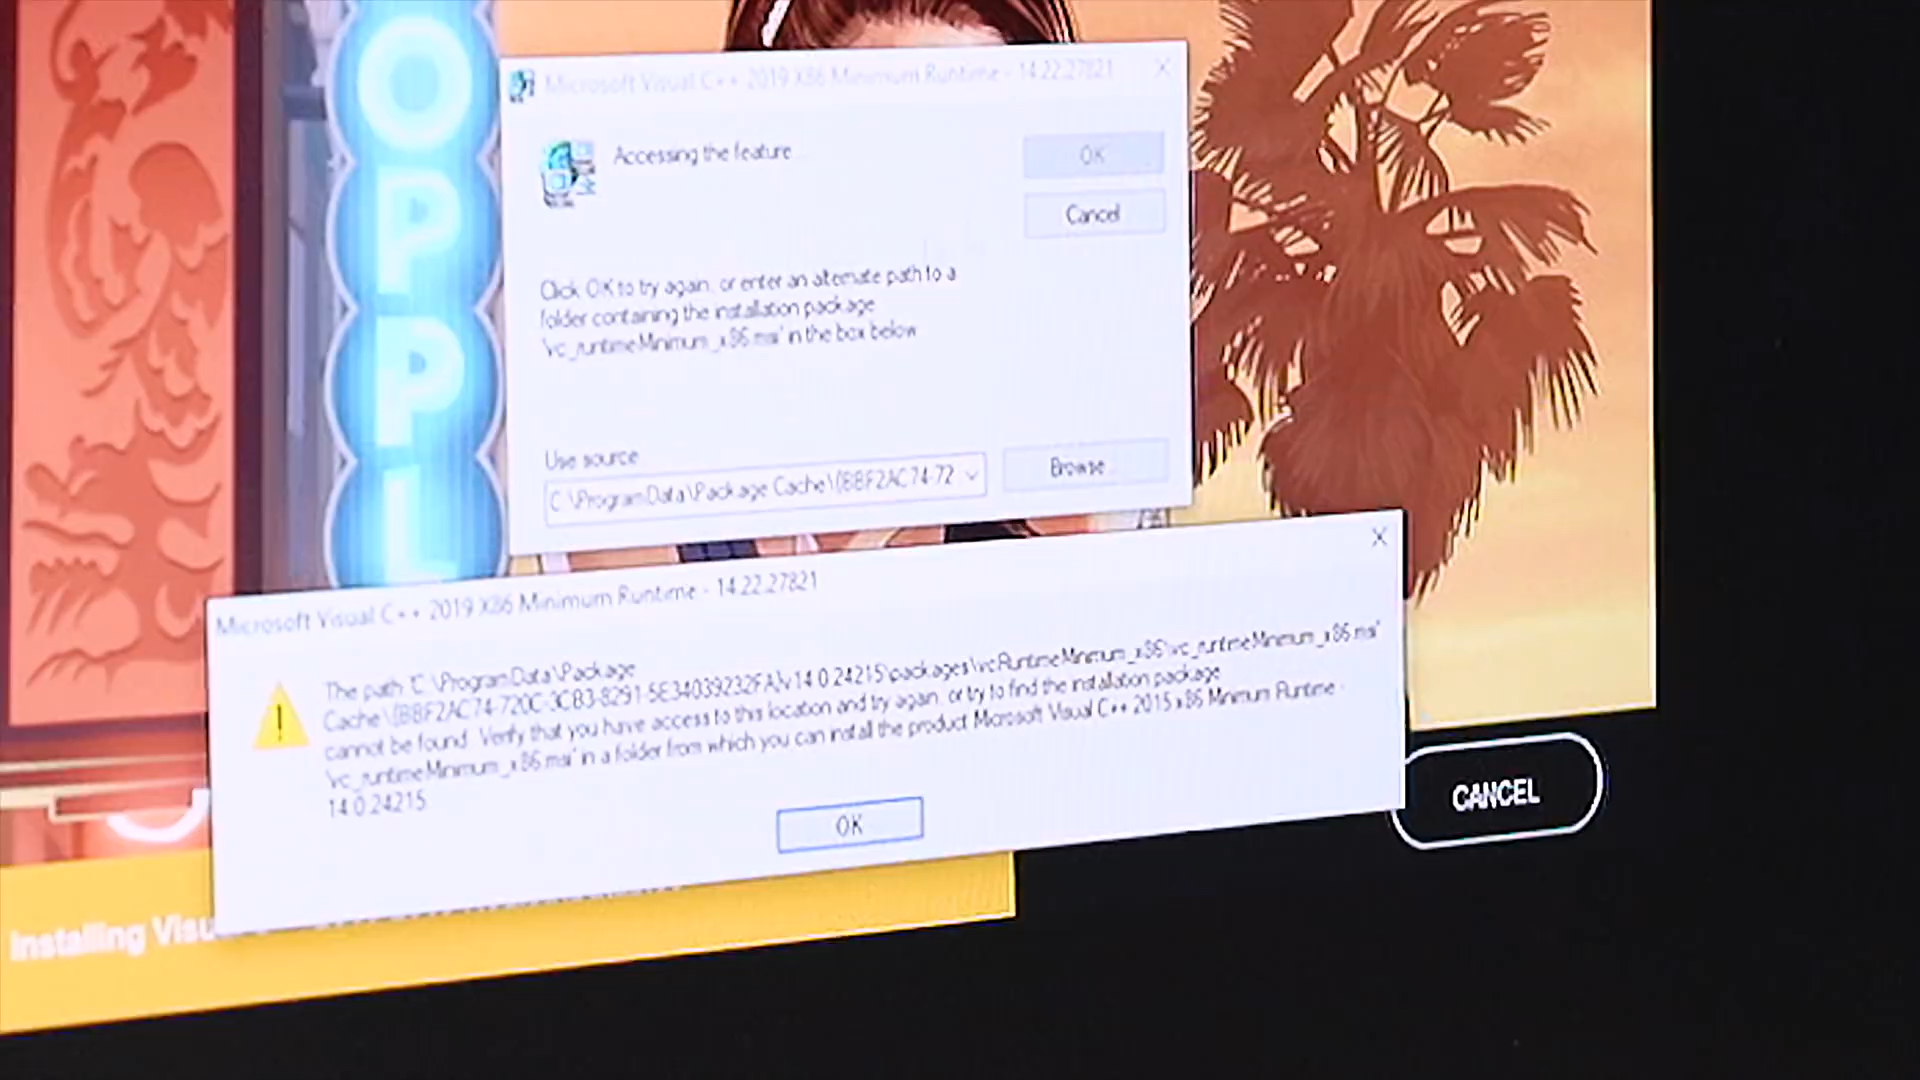 OPPL
Microsoft Visual C++ 2019 X86 Minimum Runtime - 14.22.27821
Accessing the feature...
OK
Cancel
Click OK to try again, or enter an alternate path to a
folder containing the installation package
'vc_runtimeMinimum_x86.msi' in the box below.
Use source:
C:\ProgramData\Package Cache\{BBF2AC74-72
Browse...
Microsoft Visual C++ 2019 X86 Minimum Runtime - 14.22.27821
The path 'C:\ProgramData\Package
Cache\{BBF2AC74-720C-3CB3-8291-5E34039232FA}v14.0.24215\packages\vcRuntimeMinimum_x86\vc_runtimeMinimum_x86.msi'
cannot be found. Verify that you have access to this location and try again, or try to find the installation package
'vc_runtimeMinimum_x86.msi' in a folder from which you can install the product Microsoft Visual C++ 2015 x86 Minimum Runtime -
14.0.24215.
OK
CANCEL
Installing Visu